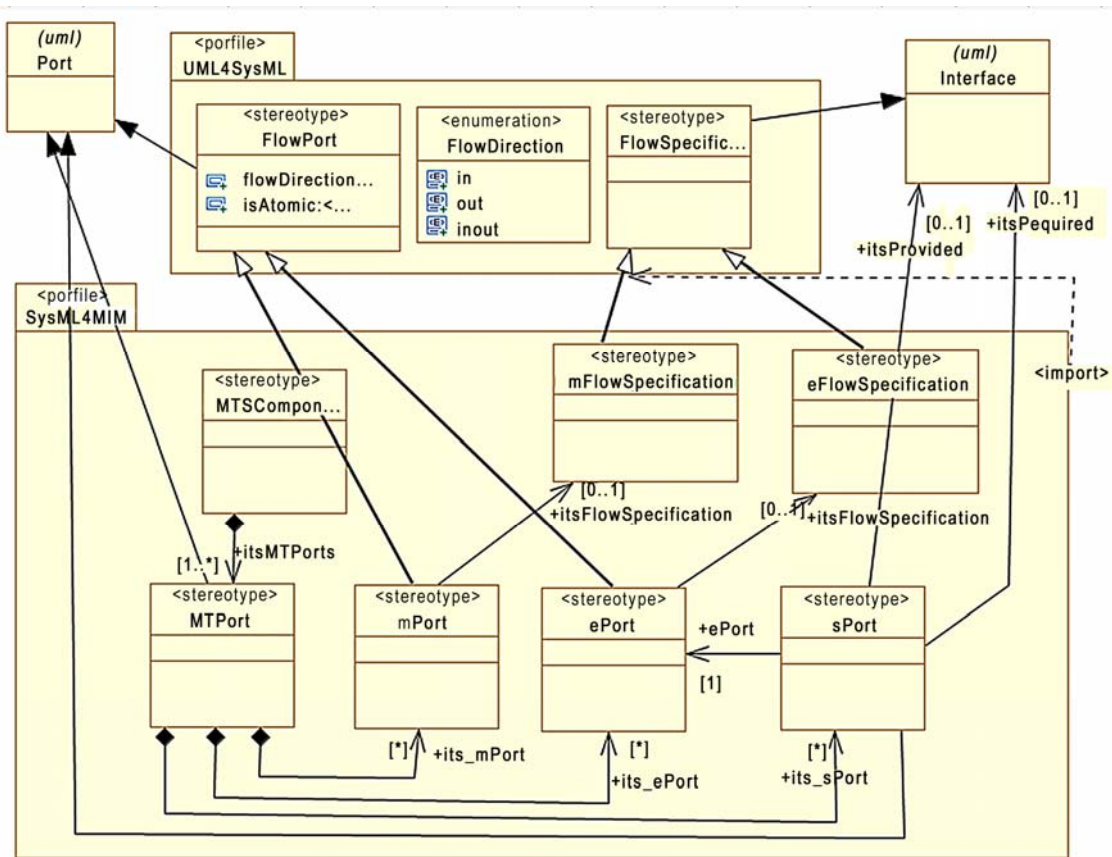 (uml)
Port
<porfile>
UML4SysML
(uml)
Interface
<stereotype>
FlowPort
flowDirection...
isAtomic:<...
<enumeration>
FlowDirection
in
out
inout
<stereotype>
FlowSpecific...
[0..1]
+itsProvided
[0..1]
+itsPequired
<porfile>
SysML4MIM
<stereotype>
MTSCompon...
<stereotype>
mFlowSpecification
<stereotype>
eFlowSpecification
<import>
[0..1]
+itsFlowSpecification
[0..1]
+itsFlowSpecification
+itsMTPorts
[1..*]
<stereotype>
MTPort
<stereotype>
mPort
<stereotype>
ePort
+ePort
[1]
<stereotype>
sPort
[*]
+its_mPort
[*]
+its_ePort
[*]
+its_sPort